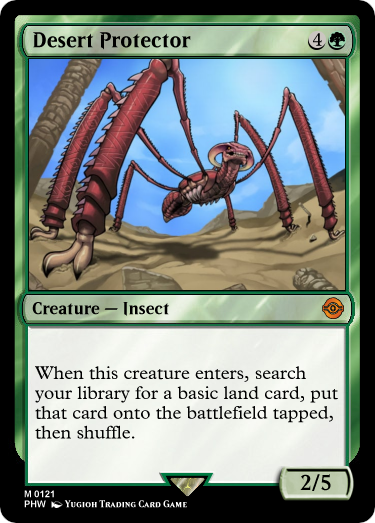 Desert Protector 4
Creature — Insect
When this creature enters, search
your library for a basic land card, put
that card onto the battlefield tapped,
then shuffle.
2/5
M 0121
PHW Yugioh Trading Card Game